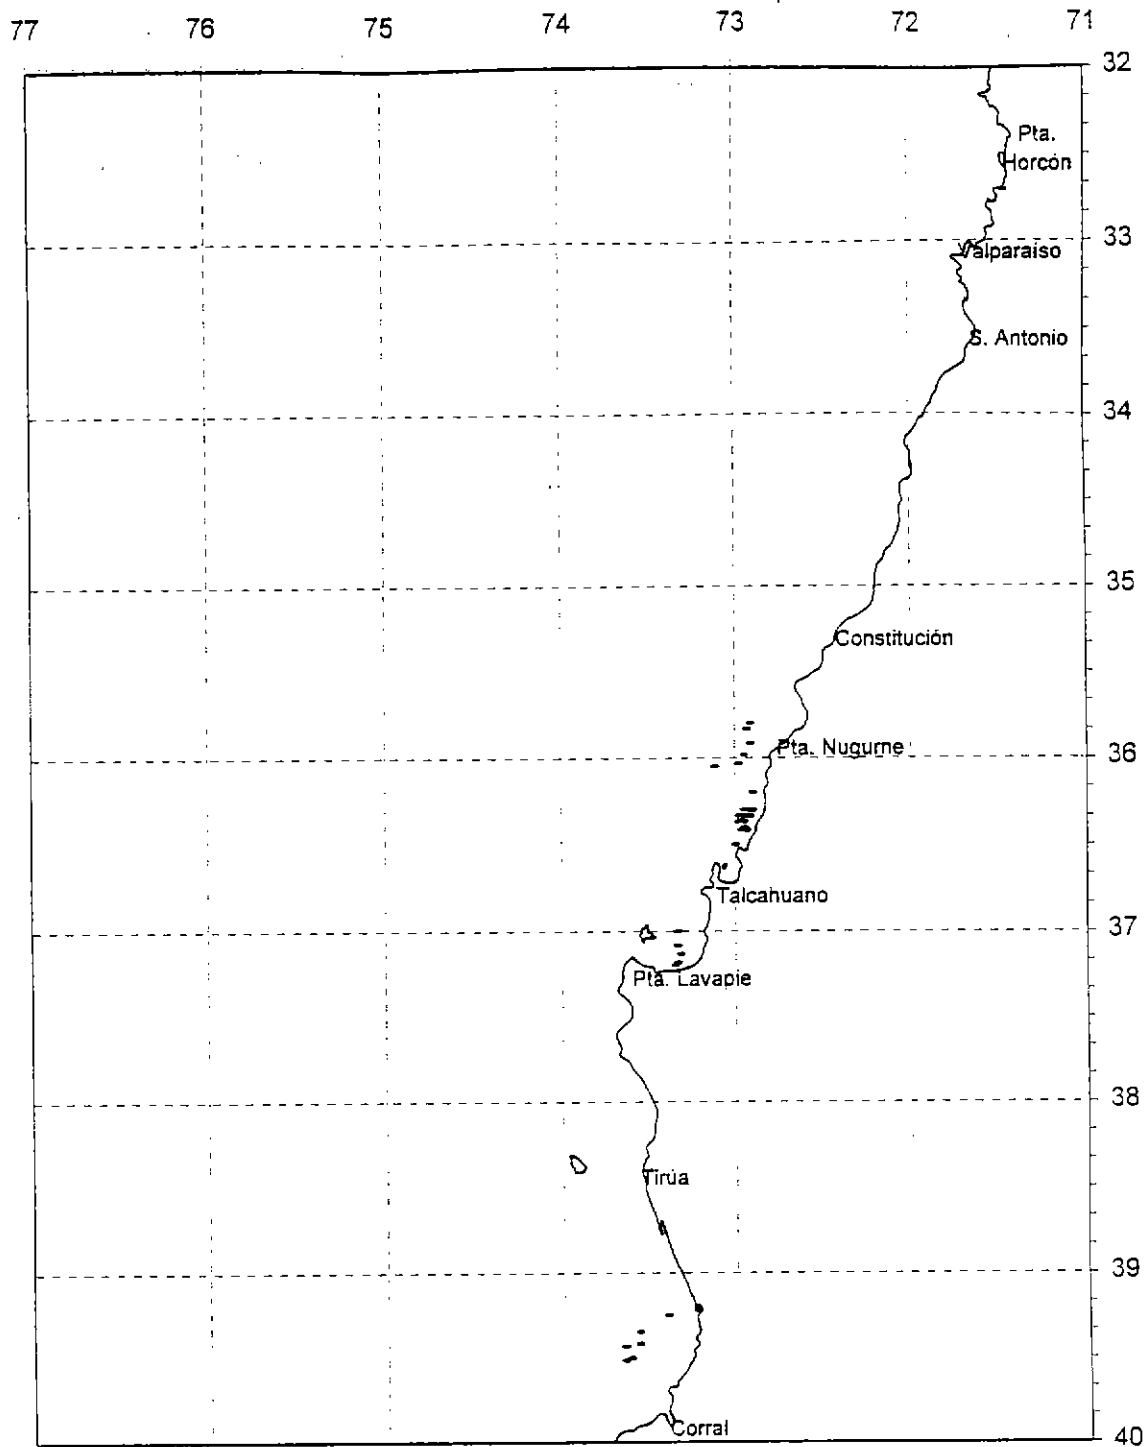 77 76 75 74 73 72 71
32
Pta.
Horcón
33
Valparaiso
S. Antonio
34
35
Constitución
Pta. Nugurne
36
Talcahuano
37
Pta. Lavapie
38
Tirúa
39
Corral
40